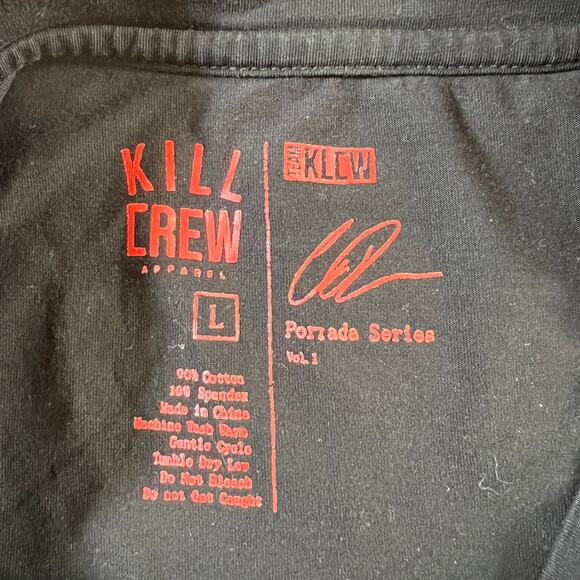 KILL
CREW
APPAREL
L
90% Cotton
10% Spandex
Made in China
Machine Wash Warm
Gentle Cycle
Tumble Dry Low
Do Not Bleach
Do not Get Caught
TEAM KLCW
Porrada Series
Vol. 1